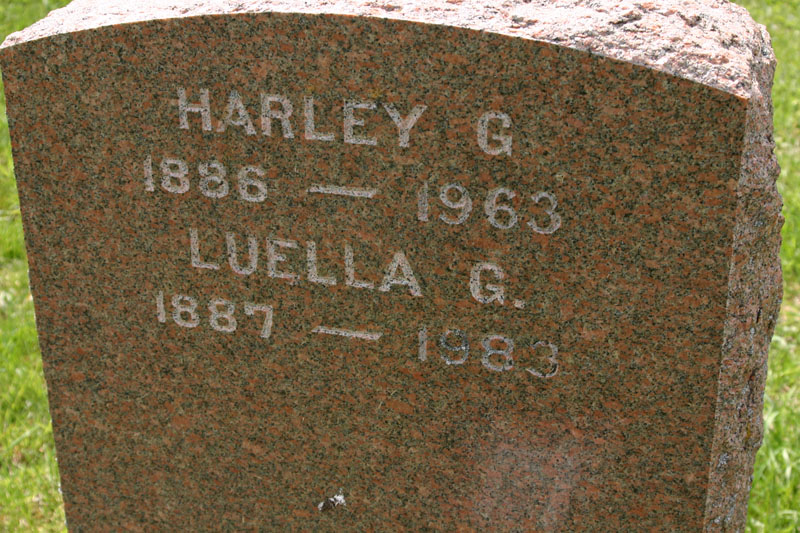 HARLEY G
1886 — 1963
LUELLA G.
1887 — 1983